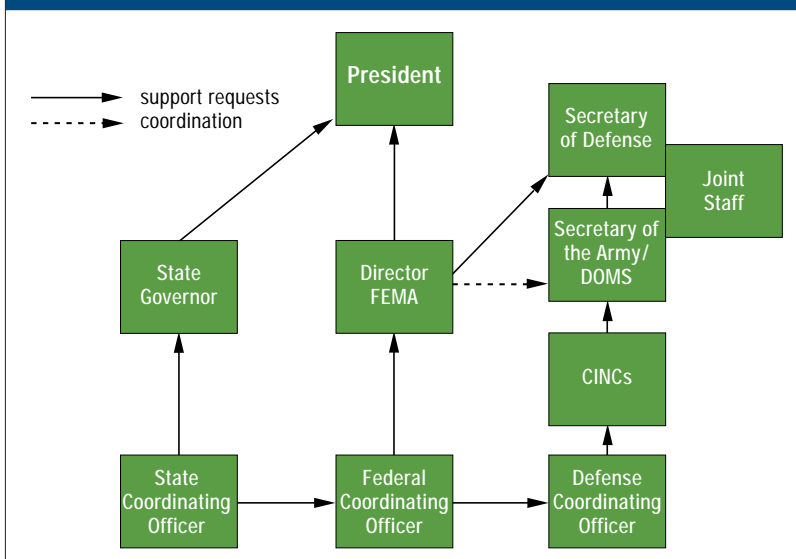 President
support requests
coordination
Secretary
of Defense
Joint
Staff
Secretary of
the Army/
DOMS
State
Governor
Director
FEMA
CINCs
State
Coordinating
Officer
Federal
Coordinating
Officer
Defense
Coordinating
Officer